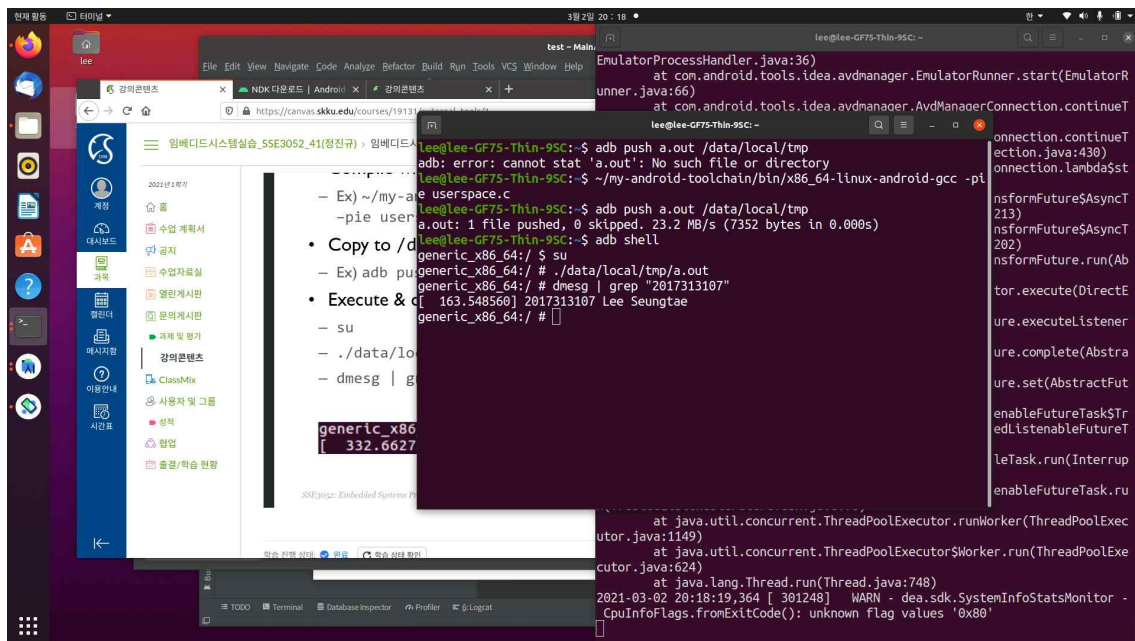 현재 활동
터미널
3월 2일 20 : 18
한
lee
test – Main
File Edit View Navigate Code Analyze Refactor Build Run Tools VCS Window Help
강의콘텐츠
NDK 다운로드 | Android
강의콘텐츠
https://canvas.skku.edu/courses/19131/external_tools/1
계정
대시보드
과목
캘린더
메시지함
이용안내
시간표
임베디드시스템실습_SSE3052_41(정진규)
2021년 1학기
홈
수업 계획서
공지
수업자료실
열린게시판
문의게시판
과제 및 평가
강의콘텐츠
ClassMix
사용자 및 그룹
성적
협업
출결/학습 현황
– Ex) ~/my-an
–pie user
• Copy to /d
– Ex) adb pu
• Execute & c
– su
– ./data/lo
– dmesg | g
generic_x86
[ 332.6627
SSE3052: Embedded Systems Pr
학습 진행 상태: 완료 학습 상태 확인
TODO Terminal Database Inspector Profiler 6: Logcat
lee@lee-GF75-Thin-9SC: ~
lee@lee-GF75-Thin-9SC:~$ adb push a.out /data/local/tmp
adb: error: cannot stat 'a.out': No such file or directory
lee@lee-GF75-Thin-9SC:~$ ~/my-android-toolchain/bin/x86_64-linux-android-gcc -pi
e userspace.c
lee@lee-GF75-Thin-9SC:~$ adb push a.out /data/local/tmp
a.out: 1 file pushed, 0 skipped. 23.2 MB/s (7352 bytes in 0.000s)
lee@lee-GF75-Thin-9SC:~$ adb shell
generic_x86_64:/ $ su
generic_x86_64:/ # ./data/local/tmp/a.out
generic_x86_64:/ # dmesg | grep "2017313107"
[ 163.548560] 2017313107 Lee Seungtae
generic_x86_64:/ #
lee@lee-GF75-Thin-9SC: ~
EmulatorProcessHandler.java:36)
at com.android.tools.idea.avdmanager.EmulatorRunner.start(EmulatorR
unner.java:66)
at com.android.tools.idea.avdmanager.AvdManagerConnection.continueT
onnection.continueT
ection.java:430)
onnection.lambda$st
nsformFuture$AsyncT
213)
nsformFuture$AsyncT
202)
nsformFuture.run(Ab
tor.execute(DirectE
ure.executeListener
ure.complete(Abstra
ure.set(AbstractFut
enableFutureTask$Tr
edListenableFutureT
leTask.run(Interrup
enableFutureTask.ru
at java.util.concurrent.ThreadPoolExecutor.runWorker(ThreadPoolExec
utor.java:1149)
at java.util.concurrent.ThreadPoolExecutor$Worker.run(ThreadPoolExe
cutor.java:624)
at java.lang.Thread.run(Thread.java:748)
2021-03-02 20:18:19,364 [ 301248] WARN - dea.sdk.SystemInfoStatsMonitor -
CpuInfoFlags.fromExitCode(): unknown flag values '0x80'